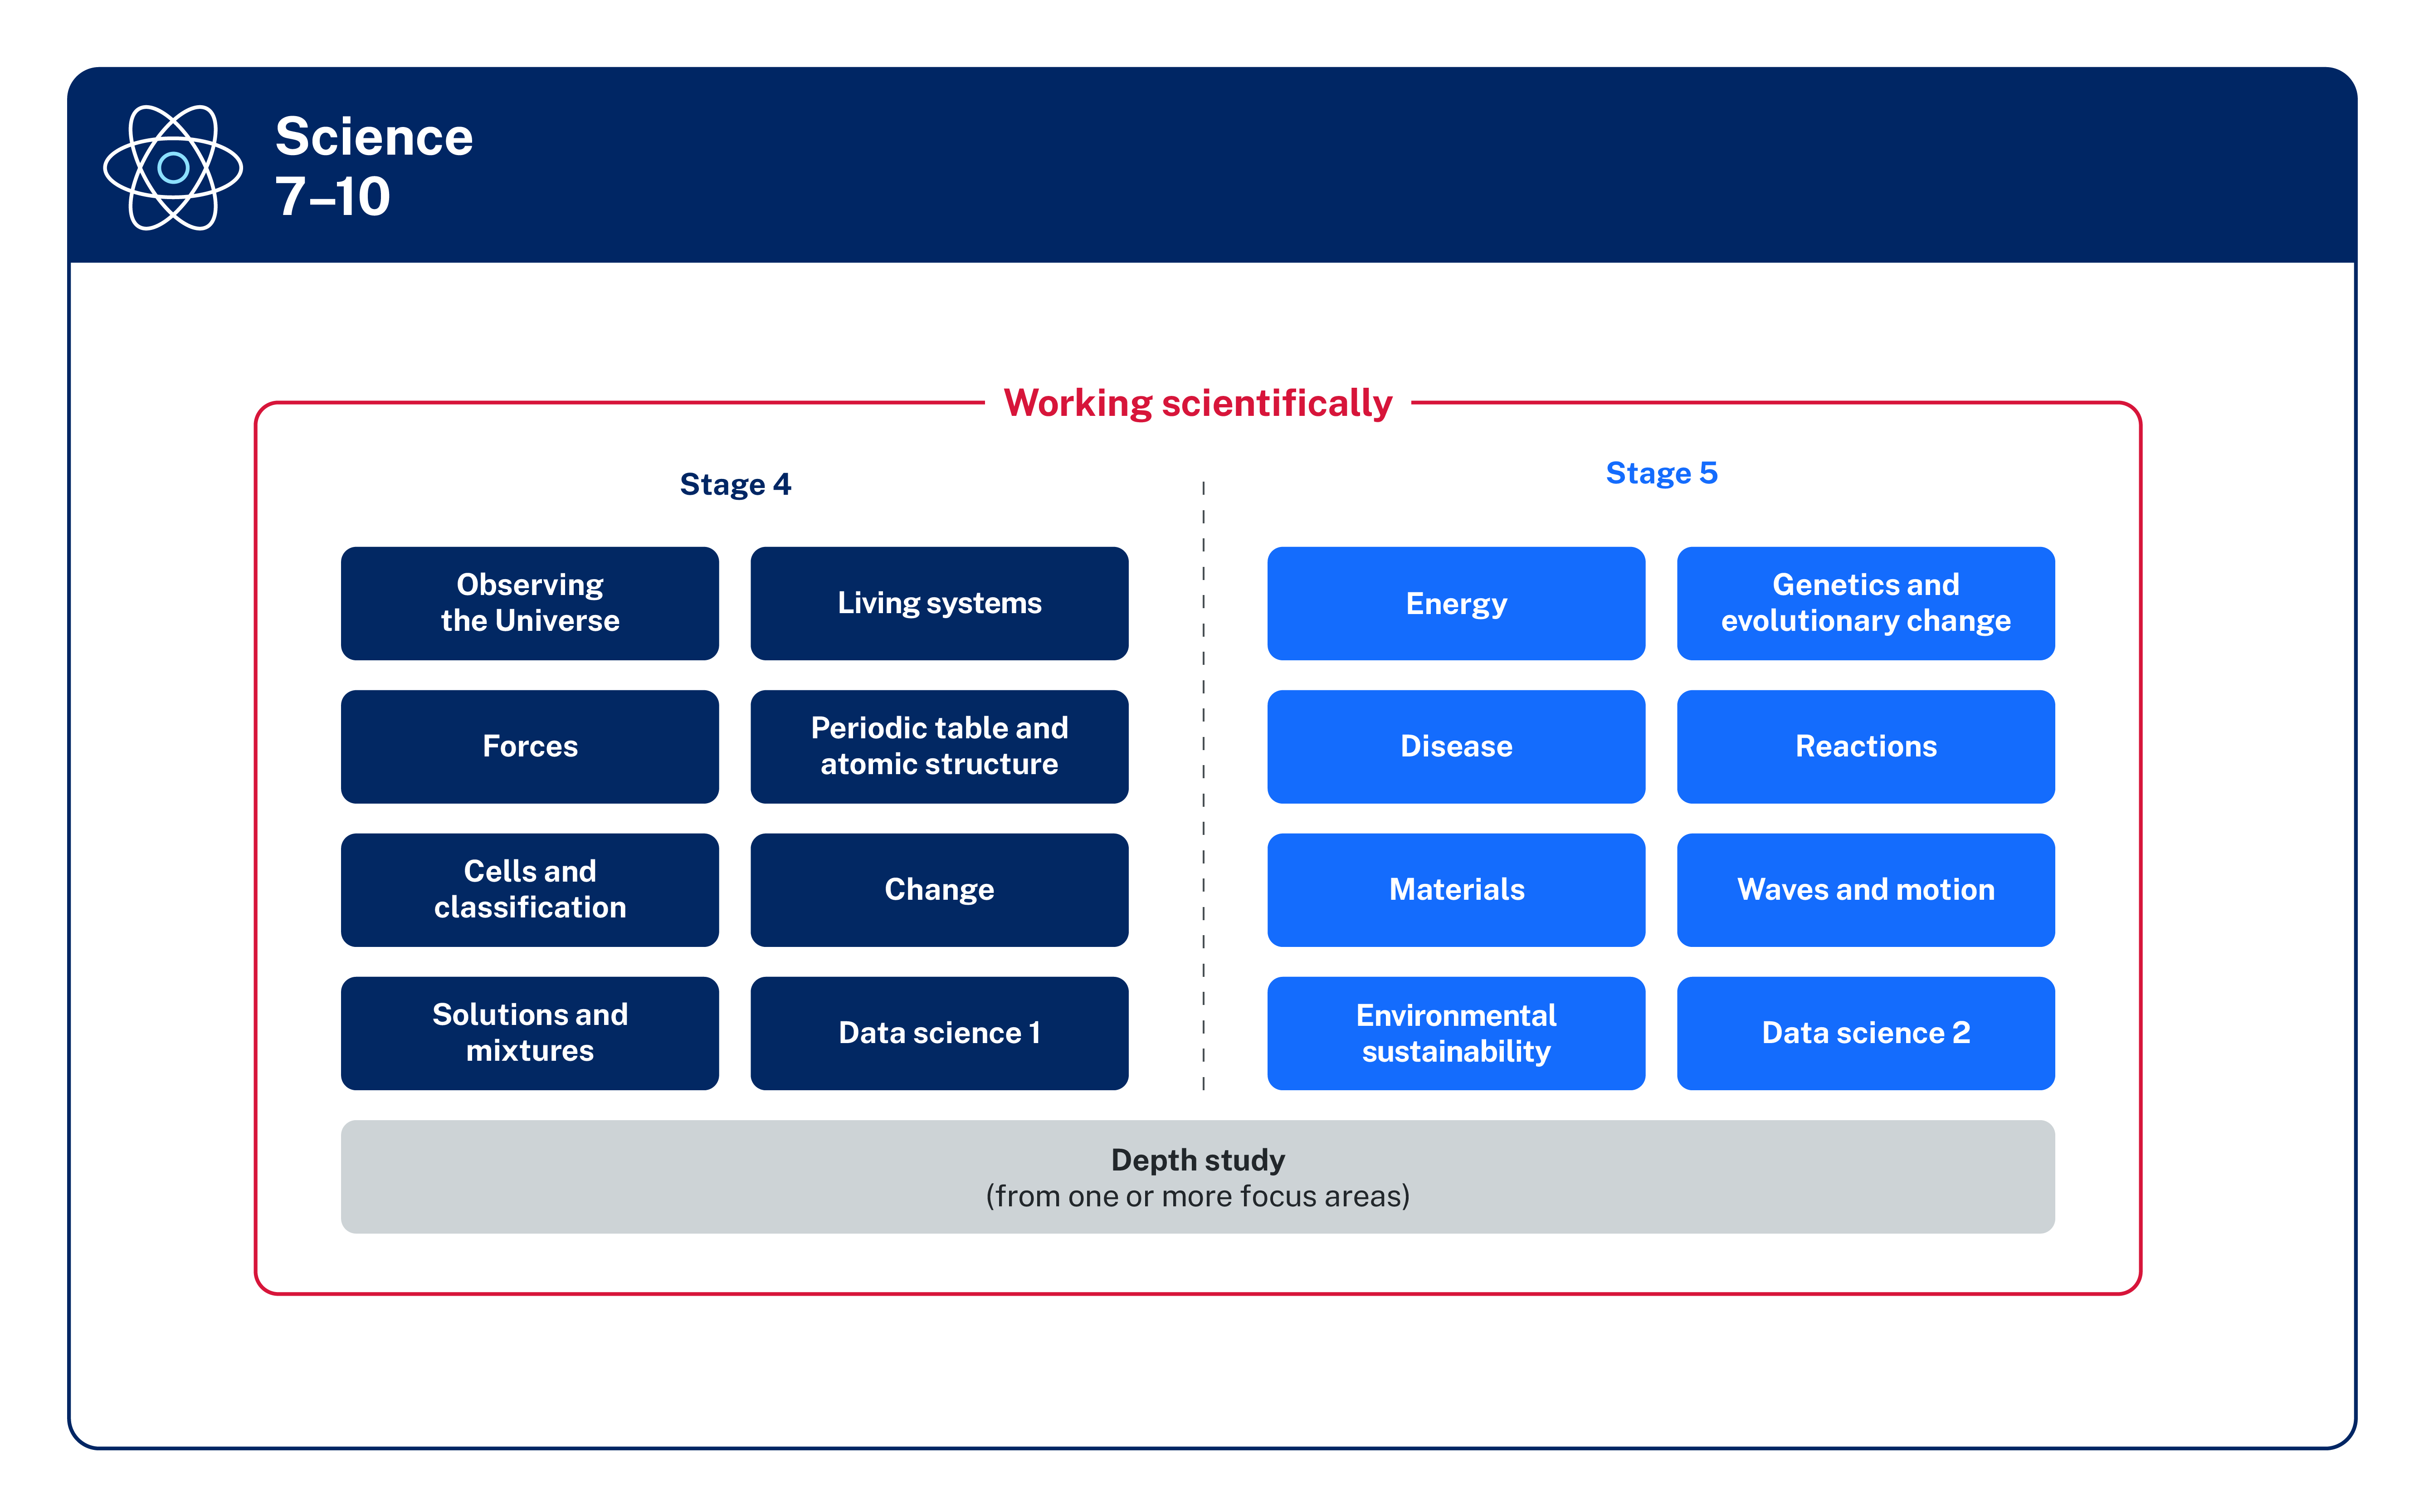 Science
7–10
Working scientifically
Stage 4
Observing
the Universe
Living systems
Forces
Periodic table and
atomic structure
Cells and
classification
Change
Solutions and
mixtures
Data science 1
Stage 5
Energy
Genetics and
evolutionary change
Disease
Reactions
Materials
Waves and motion
Environmental
sustainability
Data science 2
Depth study
(from one or more focus areas)